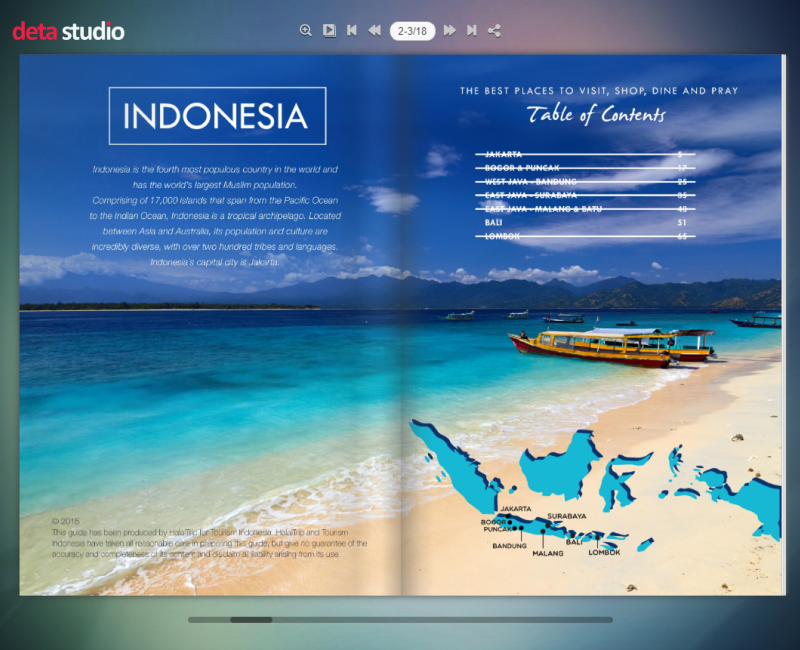 deta studio
2-3/18
INDONESIA
Indonesia is the fourth most populous country in the world and
has the world's largest Muslim population.
Comprising of 17,000 islands that span from the Pacific Ocean
to the Indian Ocean, Indonesia is a tropical archipelago. Located
between Asia and Australia, its population and culture are
incredibly diverse, with over two hundred tribes and languages.
Indonesia's capital city is Jakarta.
© 2015
This guide has been produced by HalalTrip for Tourism Indonesia. HalalTrip and Tourism
Indonesia have taken all reasonable care in preparing this guide, but give no guarantee of the
accuracy and completeness of its content and disclaim all liability arising from its use.
THE BEST PLACES TO VISIT, SHOP, DINE AND PRAY
Table of Contents
JAKARTA 5
BOGOR & PUNCAK 17
WEST JAVA - BANDUNG 25
EAST JAVA - SURABAYA 35
EAST JAVA - MALANG & BATU 43
BALI 51
LOMBOK 65
JAKARTA
BOGOR
PUNCAK
SURABAYA
BANDUNG
MALANG
BALI
LOMBOK